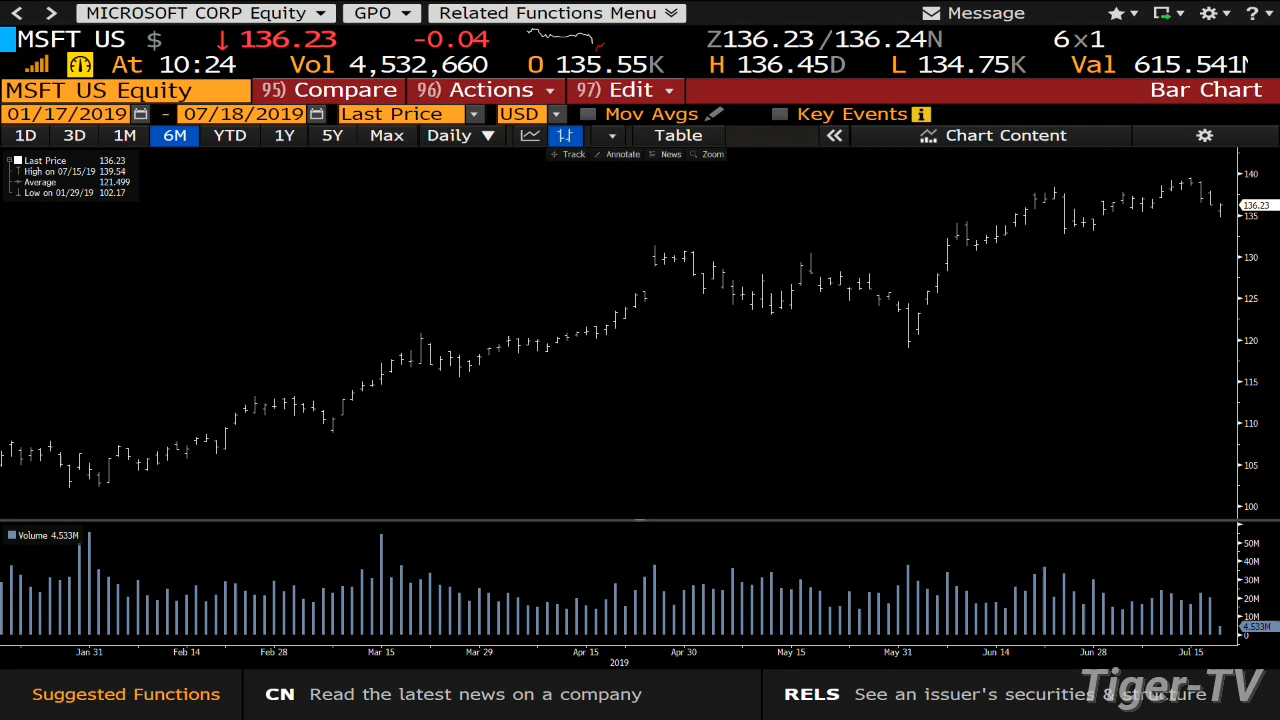 MICROSOFT CORP Equity GPO Related Functions Menu Message ?
MSFT US $ ↓ 136.23 -0.04 Z136.23 /136.24N 6×1
At 10:24 Vol 4,532,660 O 135.55K H 136.45D L 134.75K Val 615.541M
MSFT US Equity 95) Compare 96) Actions 97) Edit Bar Chart
01/17/2019 - 07/18/2019 Last Price USD Mov Avgs Key Events i
1D 3D 1M 6M YTD 1Y 5Y Max Daily ▼ Table « Chart Content
Track Annotate News Zoom
Last Price 136.23
High on 07/15/19 139.54
Average 121.499
Low on 01/29/19 102.17
140
136.23
135
130
125
120
115
110
105
100
Volume 4.533M
50M
40M
30M
20M
10M
4.533M
0
Jan 31 Feb 14 Feb 28 Mar 15 Mar 29 Apr 15 Apr 30 May 15 May 31 Jun 14 Jun 28 Jul 15
2019
Suggested Functions CN Read the latest news on a company RELS See an issuer's securities & structure
Tiger-TV